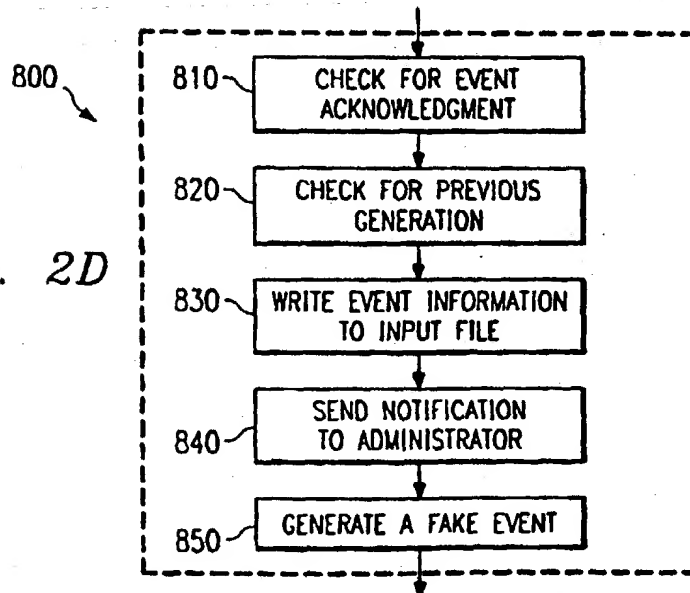 800
810
CHECK FOR EVENT
ACKNOWLEDGMENT
820
CHECK FOR PREVIOUS
GENERATION
. 2D
830
WRITE EVENT INFORMATION
TO INPUT FILE
840
SEND NOTIFICATION
TO ADMINISTRATOR
850
GENERATE A FAKE EVENT